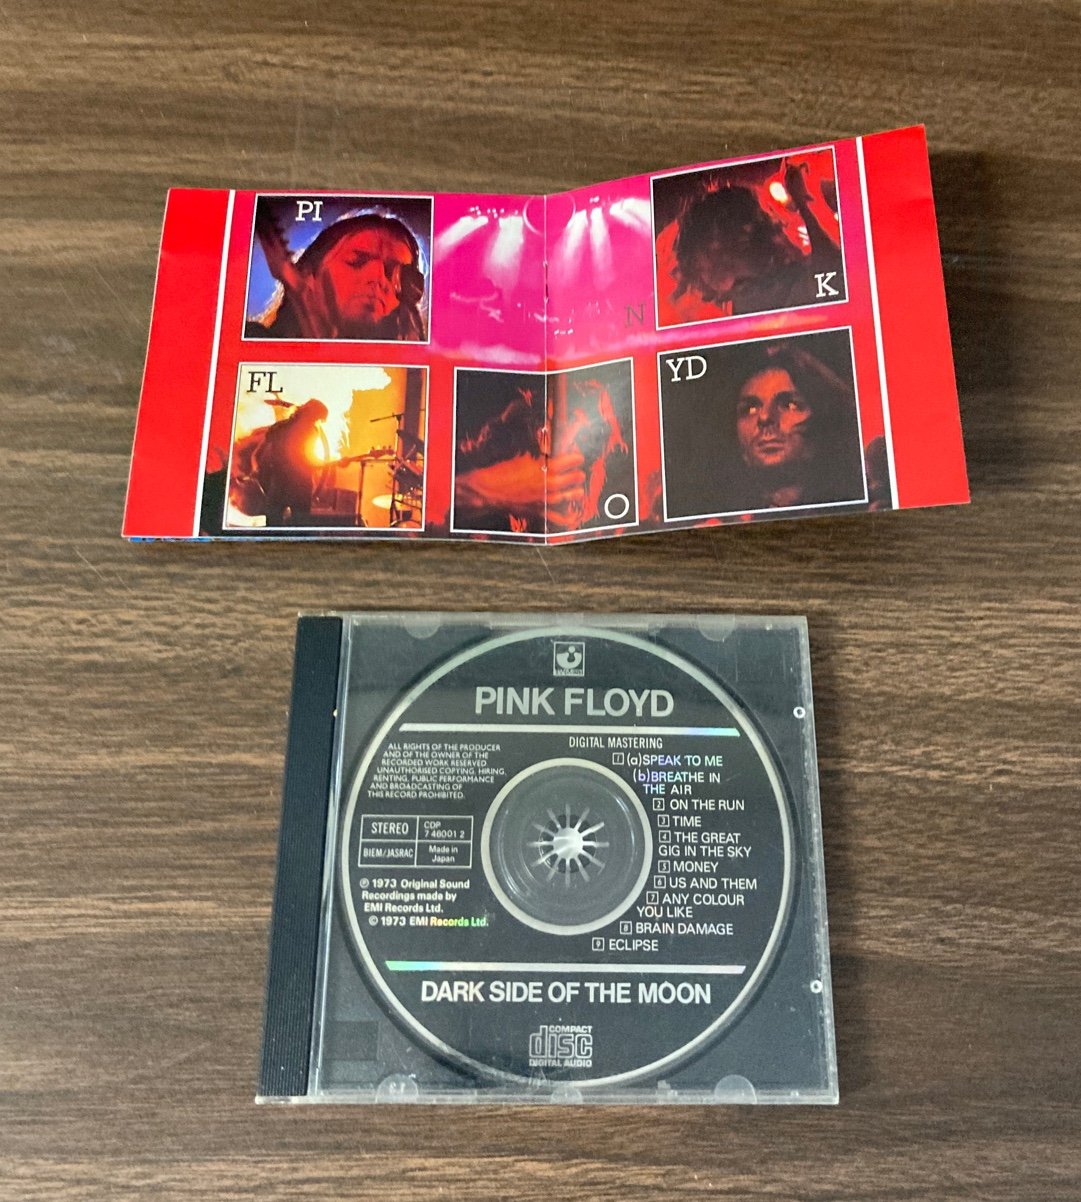 PI
N
K
FL
O
YD
HARVEST
PINK FLOYD
DIGITAL MASTERING
ALL RIGHTS OF THE PRODUCER
AND OF THE OWNER OF THE
RECORDED WORK RESERVED
UNAUTHORISED COPYING, HIRING,
RENTING, PUBLIC PERFORMANCE
AND BROADCASTING OF
THIS RECORD PROHIBITED.
STEREO
CDP
7 46001 2
BIEM/JASRAC
Made in
Japan
℗ 1973 Original Sound
Recordings made by
EMI Records Ltd.
© 1973 EMI Records Ltd.
1 (a)SPEAK TO ME
(b)BREATHE IN
THE AIR
2 ON THE RUN
3 TIME
4 THE GREAT
GIG IN THE SKY
5 MONEY
6 US AND THEM
7 ANY COLOUR
YOU LIKE
8 BRAIN DAMAGE
9 ECLIPSE
DARK SIDE OF THE MOON
COMPACT
disc
DIGITAL AUDIO